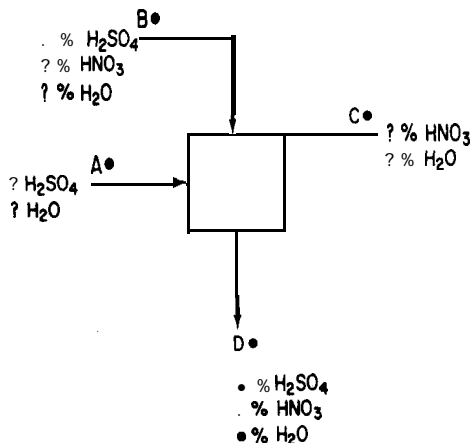 B•
. % H₂SO₄
? % HNO₃
? % H₂O
C•
? % HNO₃
? % H₂O
A•
? H₂SO₄
? H₂O
D•
• % H₂SO₄
. % HNO₃
• % H₂O